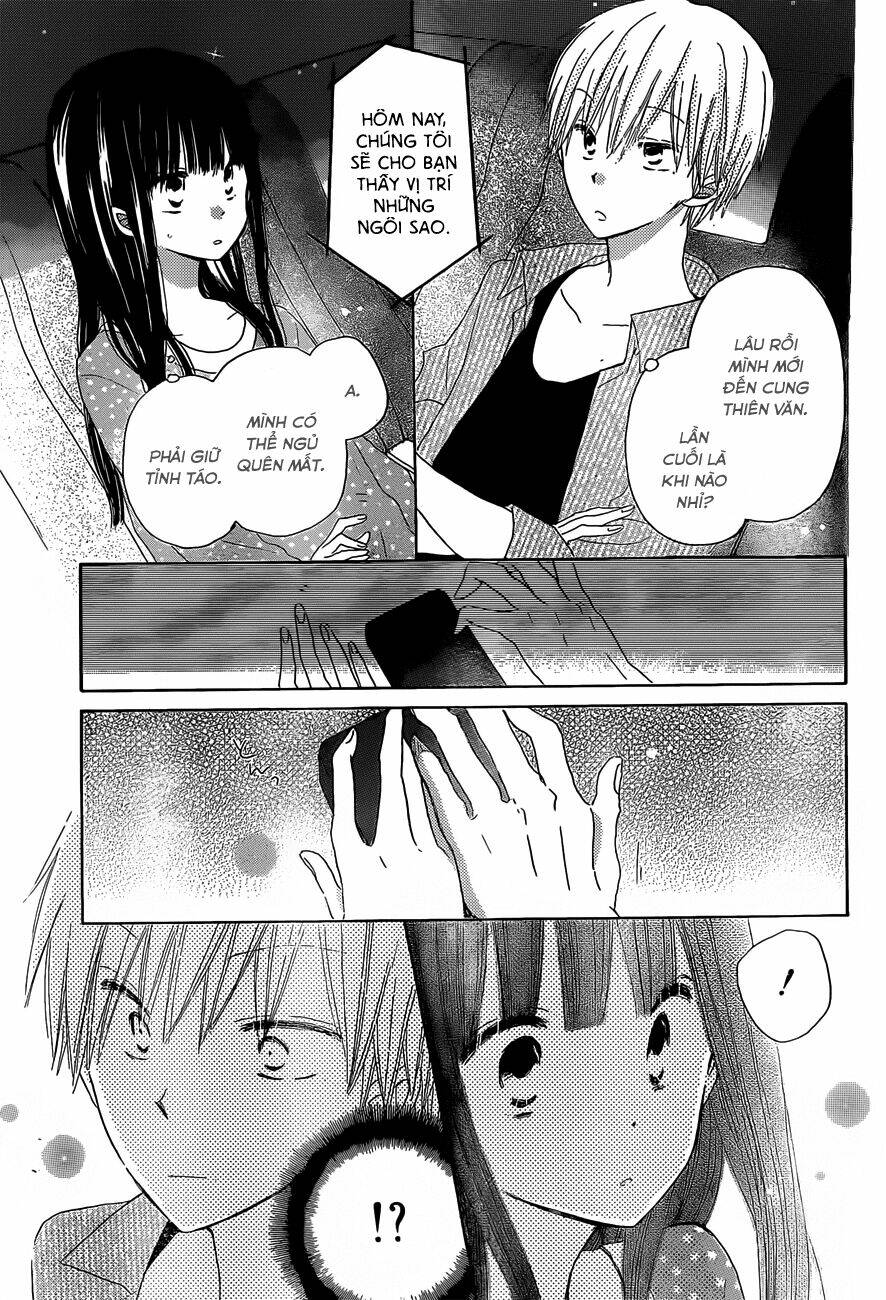 HÔM NAY,
CHÚNG TÔI
SẼ CHO BẠN
THẤY VỊ TRÍ
NHỮNG
NGÔI SAO.
LÂU RỒI
MÌNH MỚI
ĐẾN CUNG
THIÊN VĂN.
LẦN
CUỐI LÀ
KHI NÀO
NHỈ?
A.
MÌNH CÓ
THỂ NGỦ
QUÊN MẤT.
PHẢI GIỮ
TỈNH TÁO.
!
!?